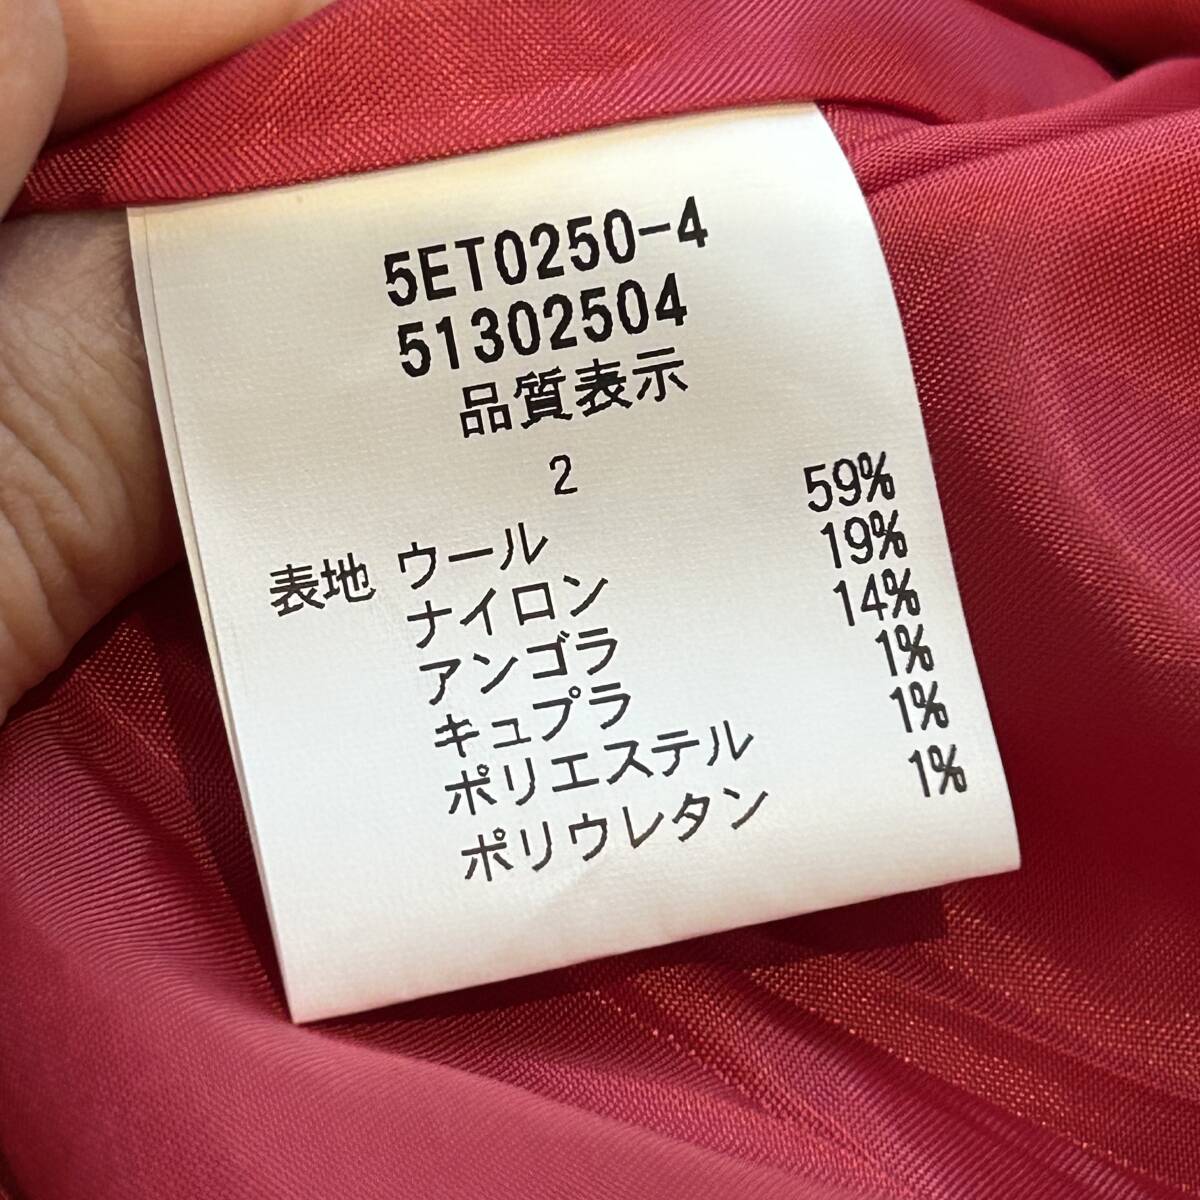 5ET0250-4
51302504
品質表示
2
表地 ウール 59%
ナイロン 19%
アンゴラ 14%
キュプラ 1%
ポリエステル 1%
ポリウレタン 1%